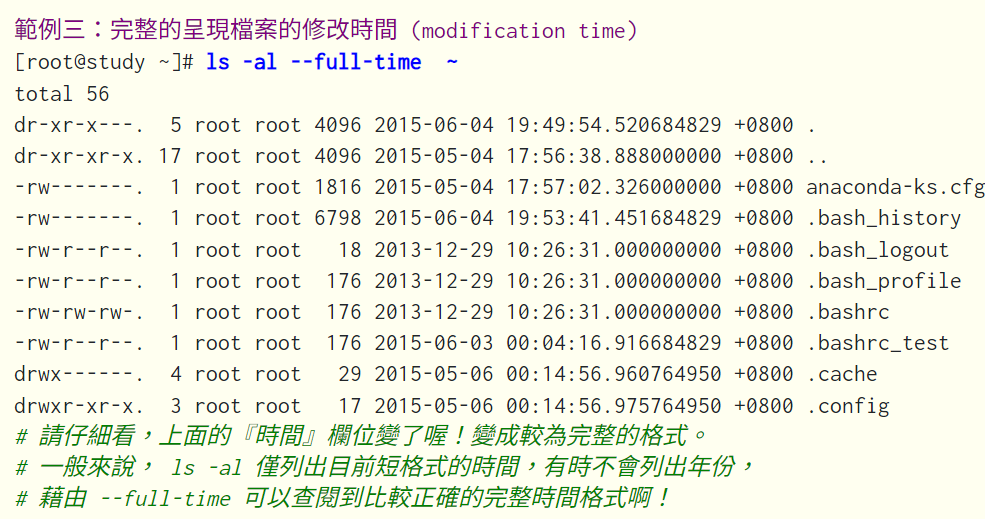 範例三：完整的呈現檔案的修改時間 (modification time)
[root@study ~]# ls -al --full-time  ~
total 56
dr-xr-x---.  5 root root 4096 2015-06-04 19:49:54.520684829 +0800 .
dr-xr-xr-x. 17 root root 4096 2015-05-04 17:56:38.888000000 +0800 ..
-rw-------.  1 root root 1816 2015-05-04 17:57:02.326000000 +0800 anaconda-ks.cfg
-rw-------.  1 root root 6798 2015-06-04 19:53:41.451684829 +0800 .bash_history
-rw-r--r--.  1 root root   18 2013-12-29 10:26:31.000000000 +0800 .bash_logout
-rw-r--r--.  1 root root  176 2013-12-29 10:26:31.000000000 +0800 .bash_profile
-rw-rw-rw-.  1 root root  176 2013-12-29 10:26:31.000000000 +0800 .bashrc
-rw-r--r--.  1 root root  176 2015-06-03 00:04:16.916684829 +0800 .bashrc_test
drwx------.  4 root root   29 2015-05-06 00:14:56.960764950 +0800 .cache
drwxr-xr-x.  3 root root   17 2015-05-06 00:14:56.975764950 +0800 .config
# 請仔細看，上面的『時間』欄位變了喔！變成較為完整的格式。
# 一般來說， ls -al 僅列出目前短格式的時間，有時不會列出年份，
# 藉由 --full-time 可以查閱到比較正確的完整時間格式啊！